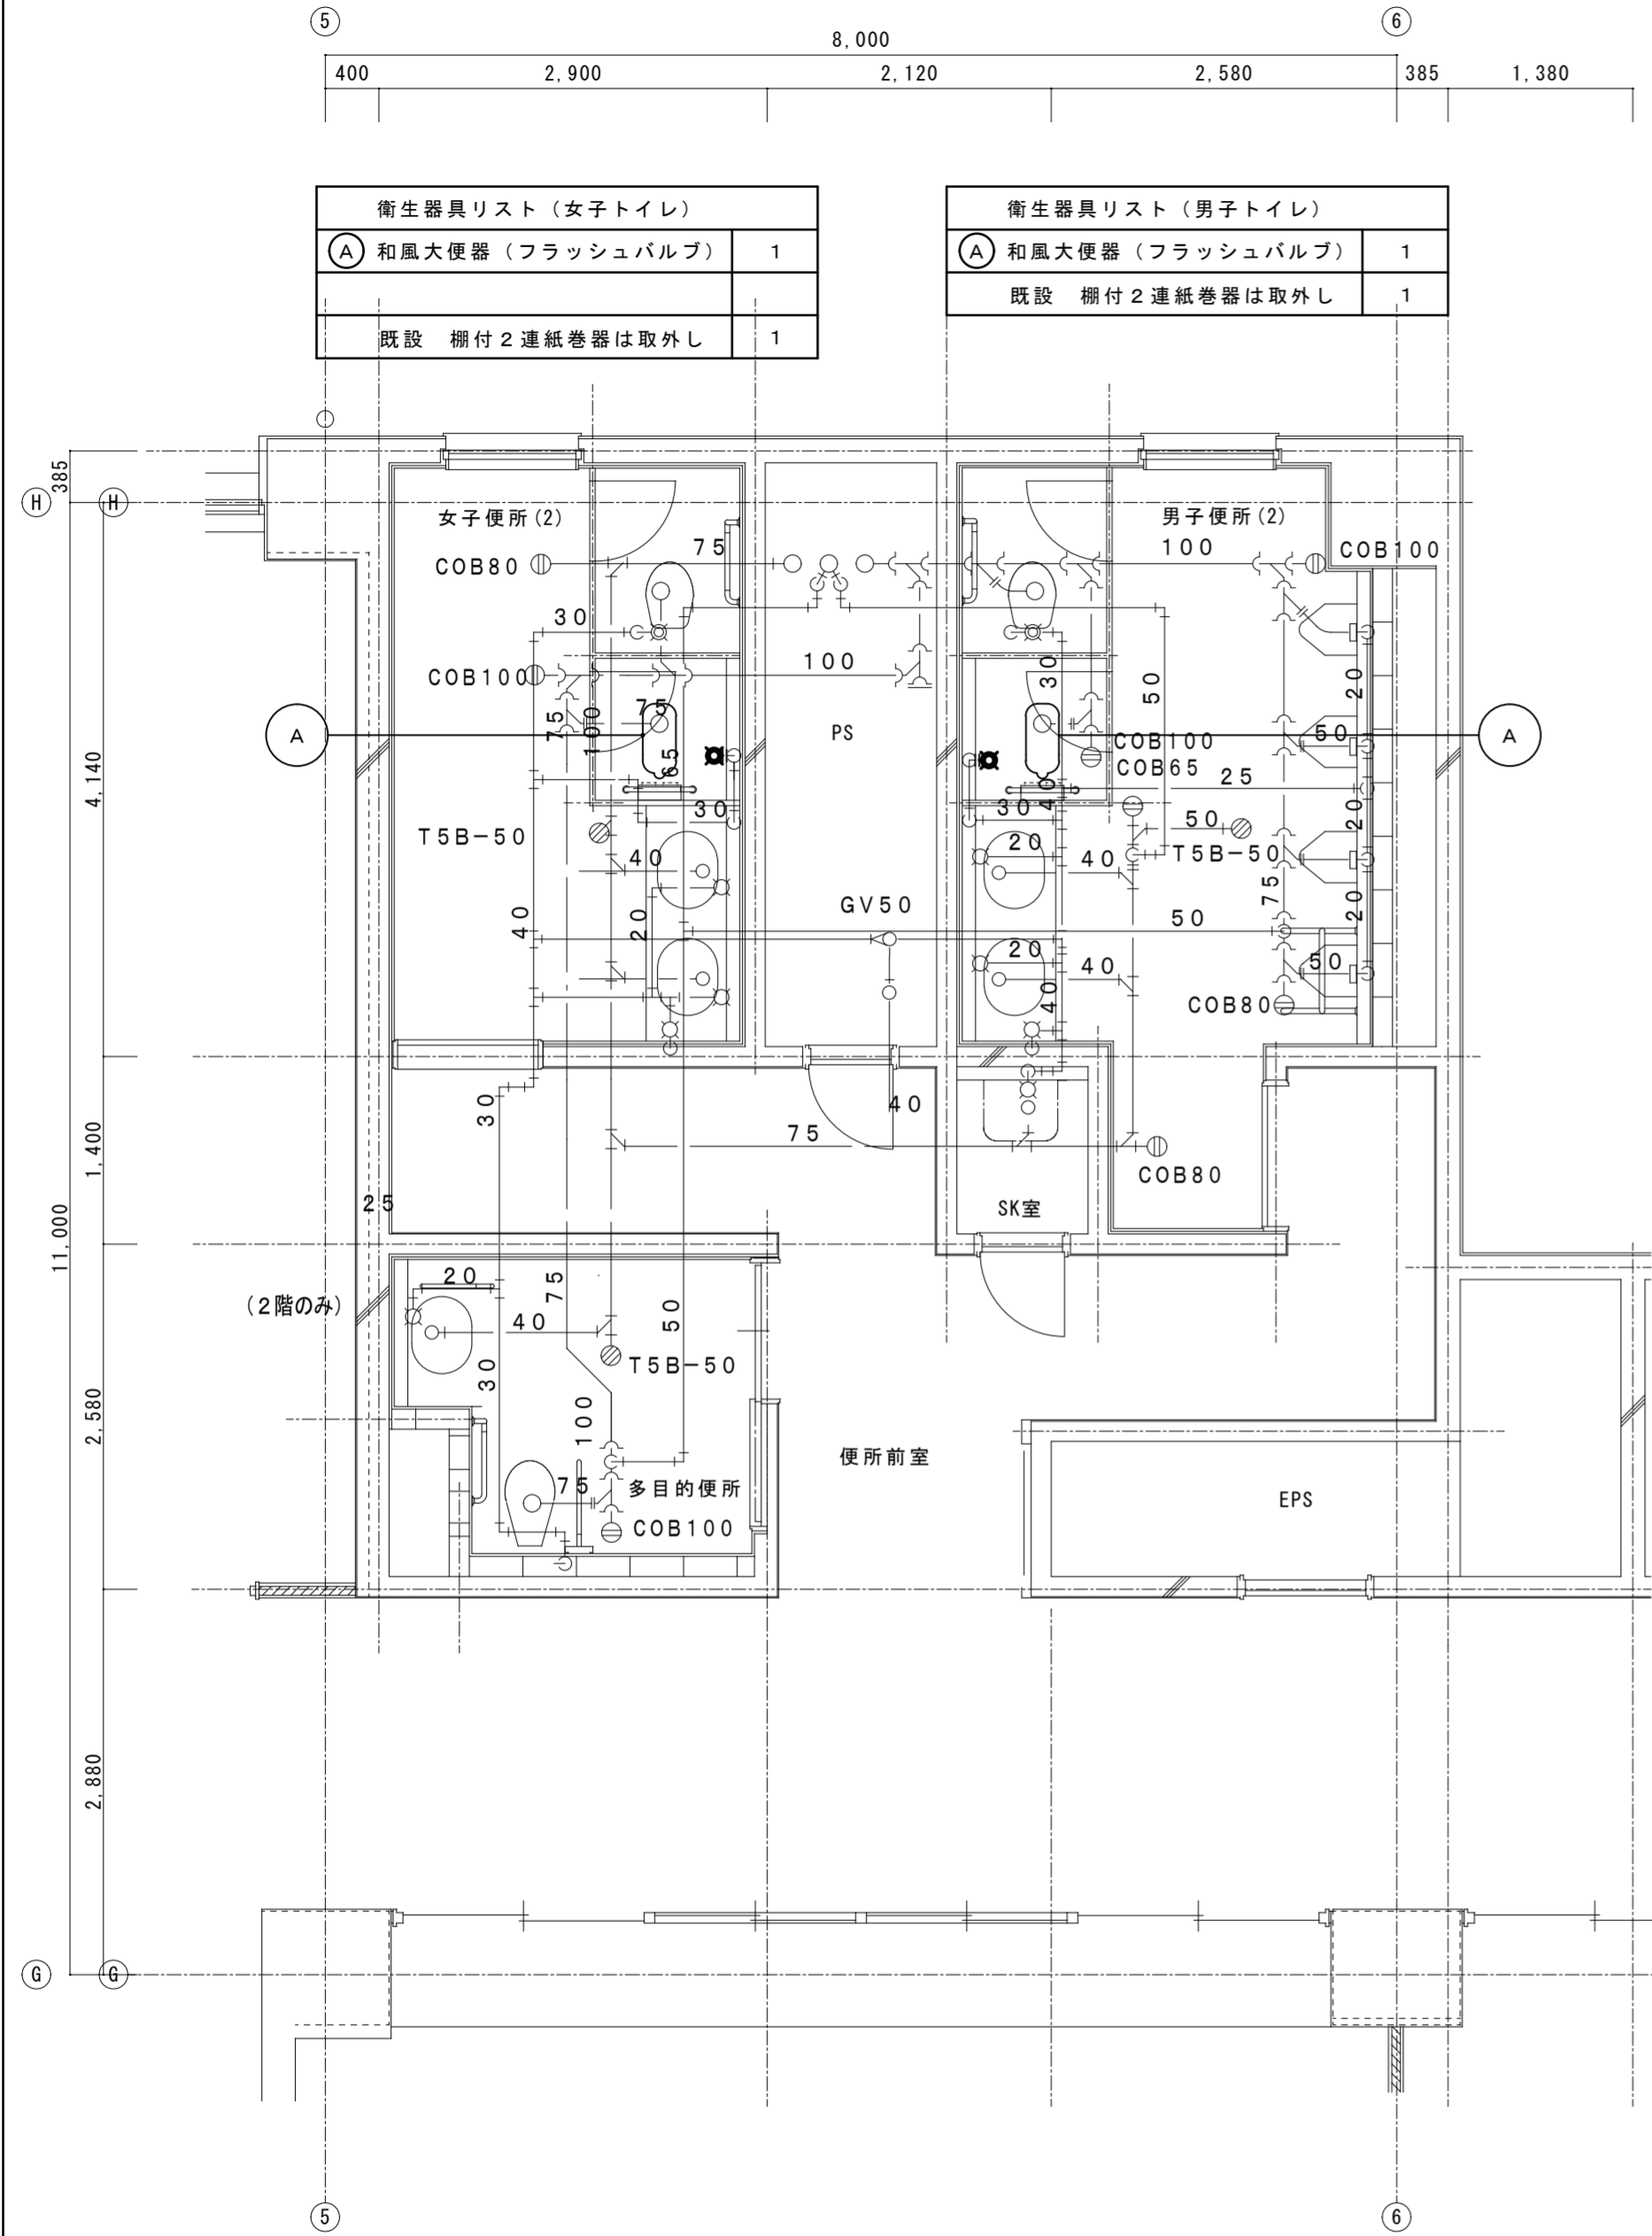 5
6
8,000
400
2,900
2,120
2,580
385
1,380
衛生器具リスト（女子トイレ）
A 和風大便器（フラッシュバルブ） 1
既設 棚付２連紙巻器は取外し 1
衛生器具リスト（男子トイレ）
A 和風大便器（フラッシュバルブ） 1
既設 棚付２連紙巻器は取外し 1
385
H
H
女子便所(2)
男子便所(2)
COB80
75
100
COB100
30
COB100
100
30
50
20
75
100
75
A
65
PS
COB100
COB65
50
A
4,140
25
40
30
30
20
T5B-50
40
20
40
50
T5B-50
75
GV50
40
20
50
20
20
40
50
40
COB80
30
40
75
1,400
COB80
25
SK室
11,000
20
75
(２階のみ)
40
50
T5B-50
30
2,580
100
便所前室
75
多目的便所
EPS
COB100
2,880
G
G
5
6